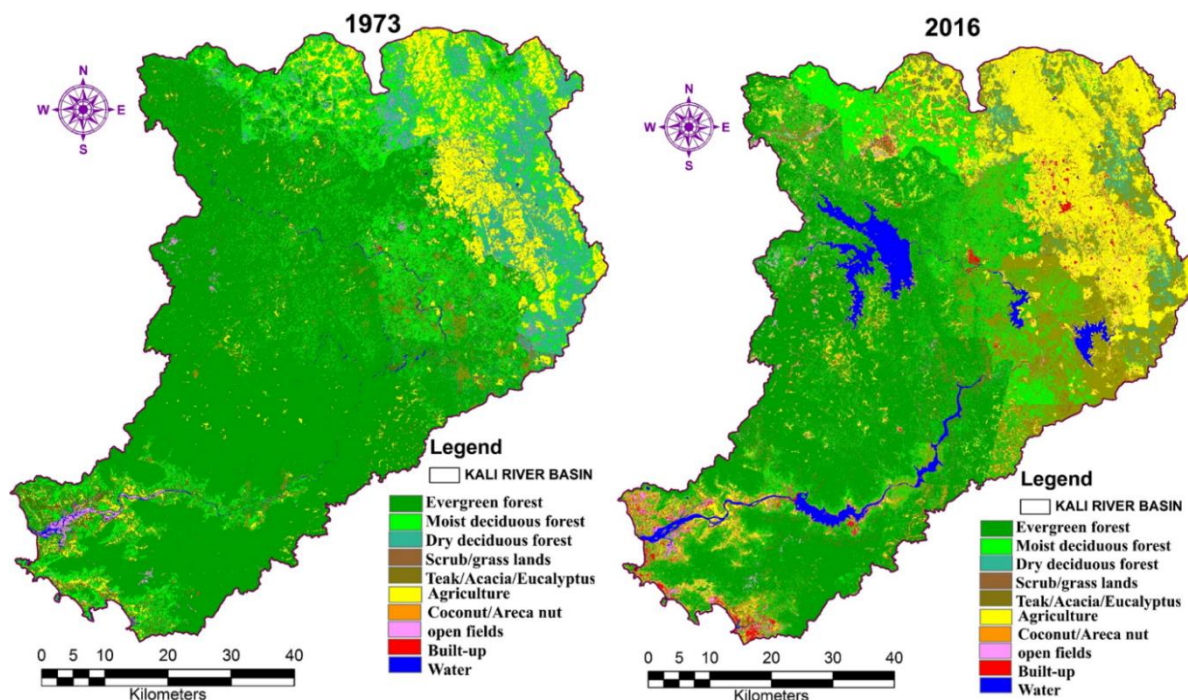 1973
N
W E
S
Legend
KALI RIVER BASIN
Evergreen forest
Moist deciduous forest
Dry deciduous forest
Scrub/grass lands
Teak/Acacia/Eucalyptus
Agriculture
Coconut/Areca nut
open fields
Built-up
Water
0 10 20 30 40
Kilometers
2016
N
W E
S
Legend
KALI RIVER BASIN
Evergreen forest
Moist deciduous forest
Dry deciduous forest
Scrub/grass lands
Teak/Acacia/Eucalyptus
Agriculture
Coconut/Areca nut
open fields
Built-up
Water
0 10 20 30 40
Kilometers